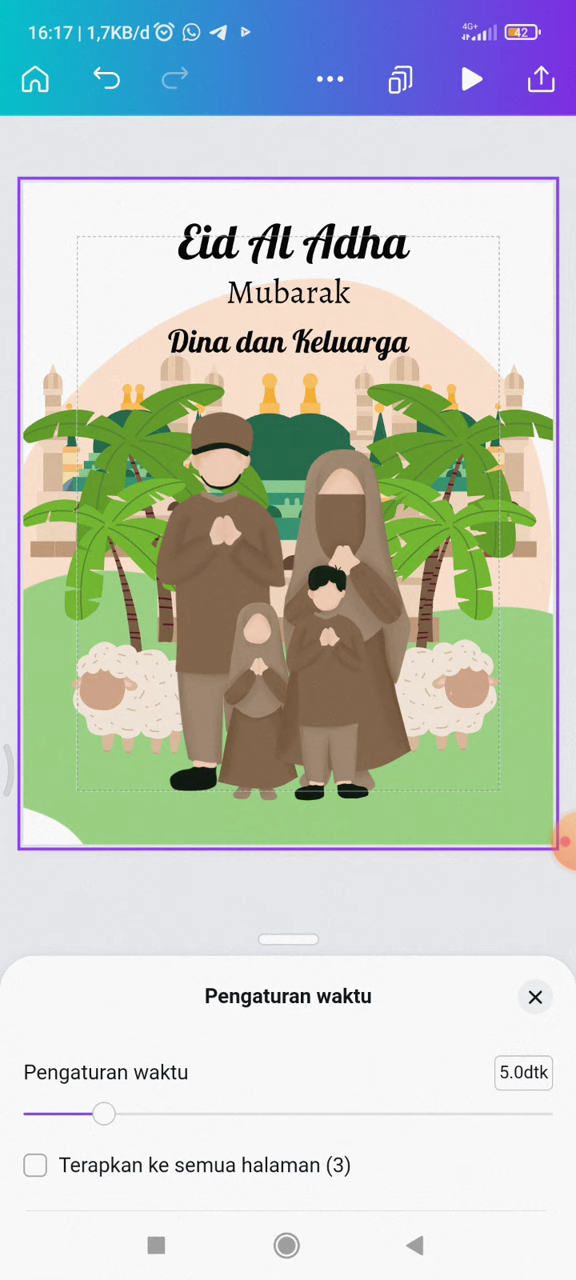 16:17 | 1,7KB/d
4G+
42
Eid Al Adha
Mubarak
Dina dan Keluarga
Pengaturan waktu
Pengaturan waktu
5.0dtk
Terapkan ke semua halaman (3)